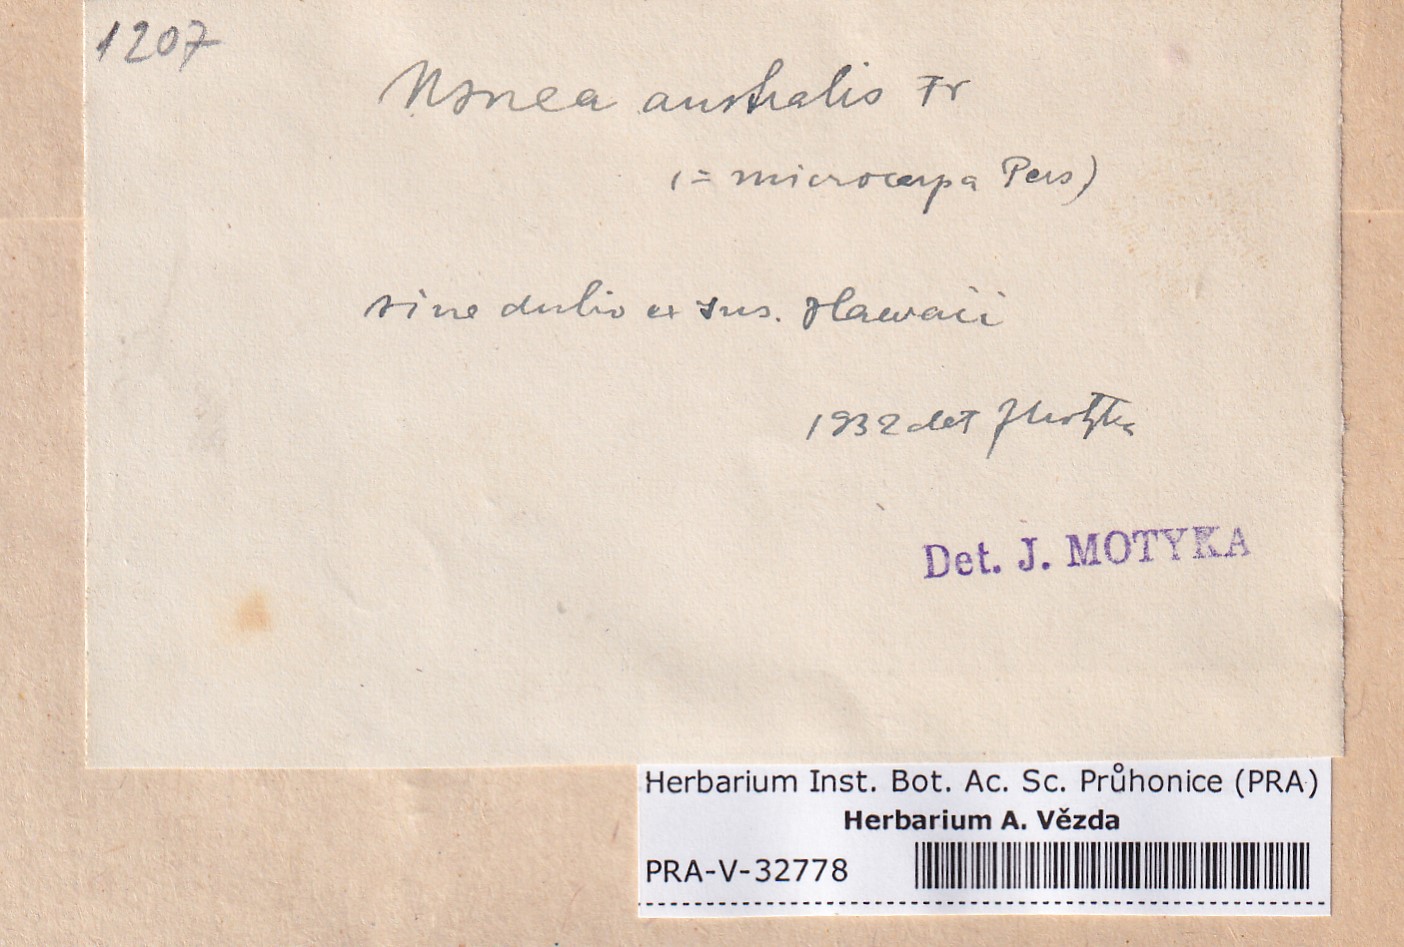 1207
Usnea australis Fr
(= microcarpa Pers)
sine dubio ex Ins. Hawaii
1932 det J Motyka
Det. J. MOTYKA
Herbarium Inst. Bot. Ac. Sc. Průhonice (PRA)
Herbarium A. Vězda
PRA-V-32778